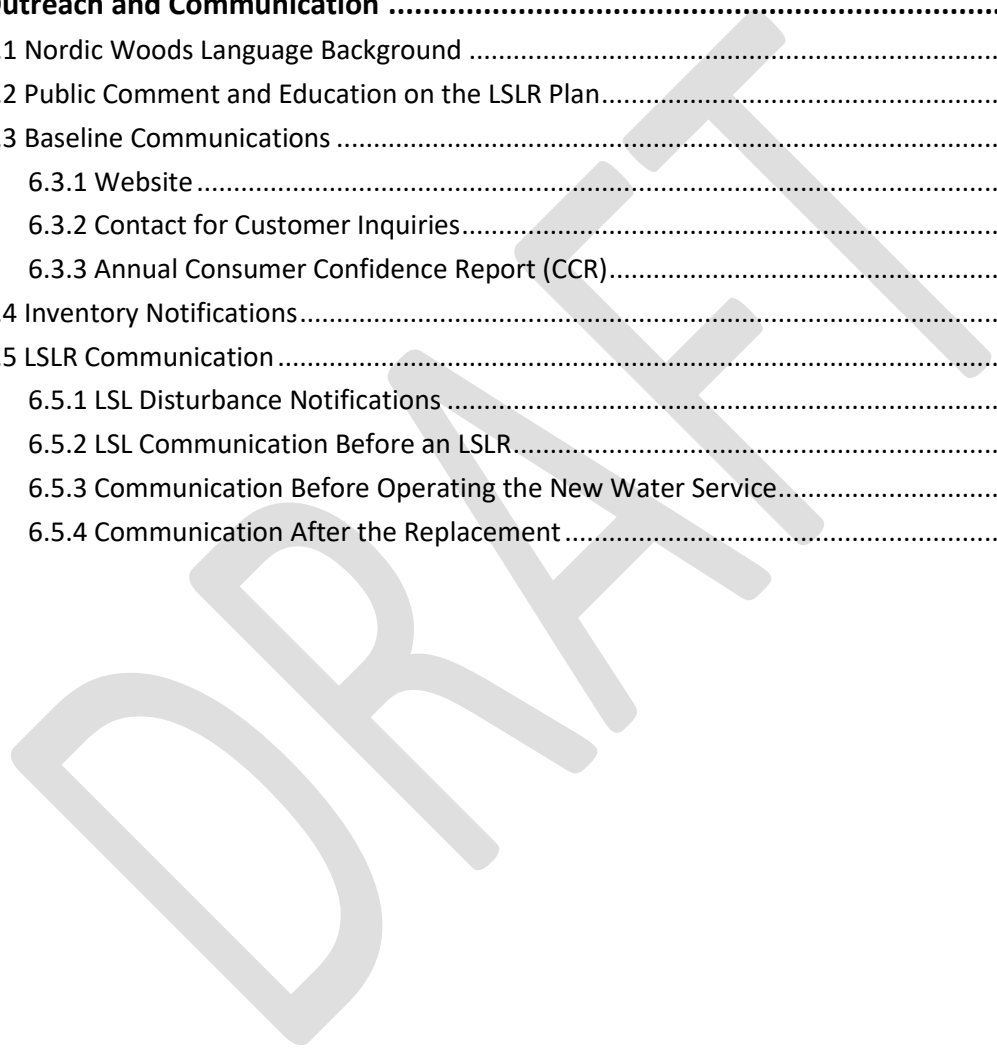 Outreach and Communication ................................................................................
.1 Nordic Woods Language Background ................................................................................
.2 Public Comment and Education on the LSLR Plan............................................................
.3 Baseline Communications ................................................................................
6.3.1 Website ................................................................................
6.3.2 Contact for Customer Inquiries................................................................................
6.3.3 Annual Consumer Confidence Report (CCR)............................................................
.4 Inventory Notifications................................................................................
.5 LSLR Communication ................................................................................
6.5.1 LSL Disturbance Notifications ................................................................................
6.5.2 LSL Communication Before an LSLR............................................................
6.5.3 Communication Before Operating the New Water Service..................................
6.5.4 Communication After the Replacement ............................................................
DRAFT